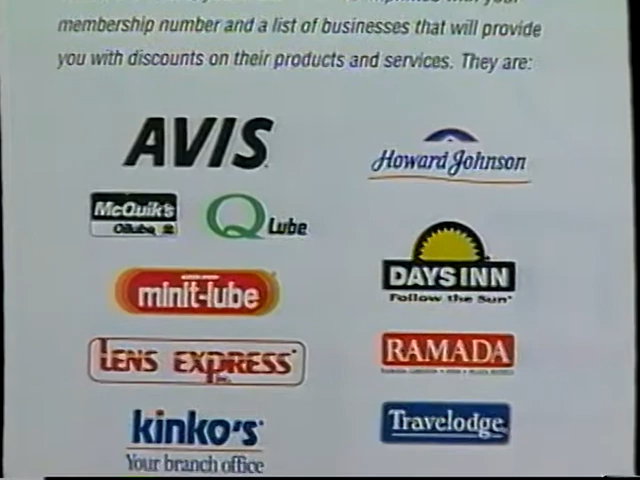 membership number and a list of businesses that will provide
you with discounts on their products and services. They are:
AVIS
Howard Johnson
McQuik's
Oilube
Q Lube
DAYS INN
Follow the Sun
minit-lube
LENS EXPRESS
INC.
RAMADA
kinko's
Your branch office
Travelodge